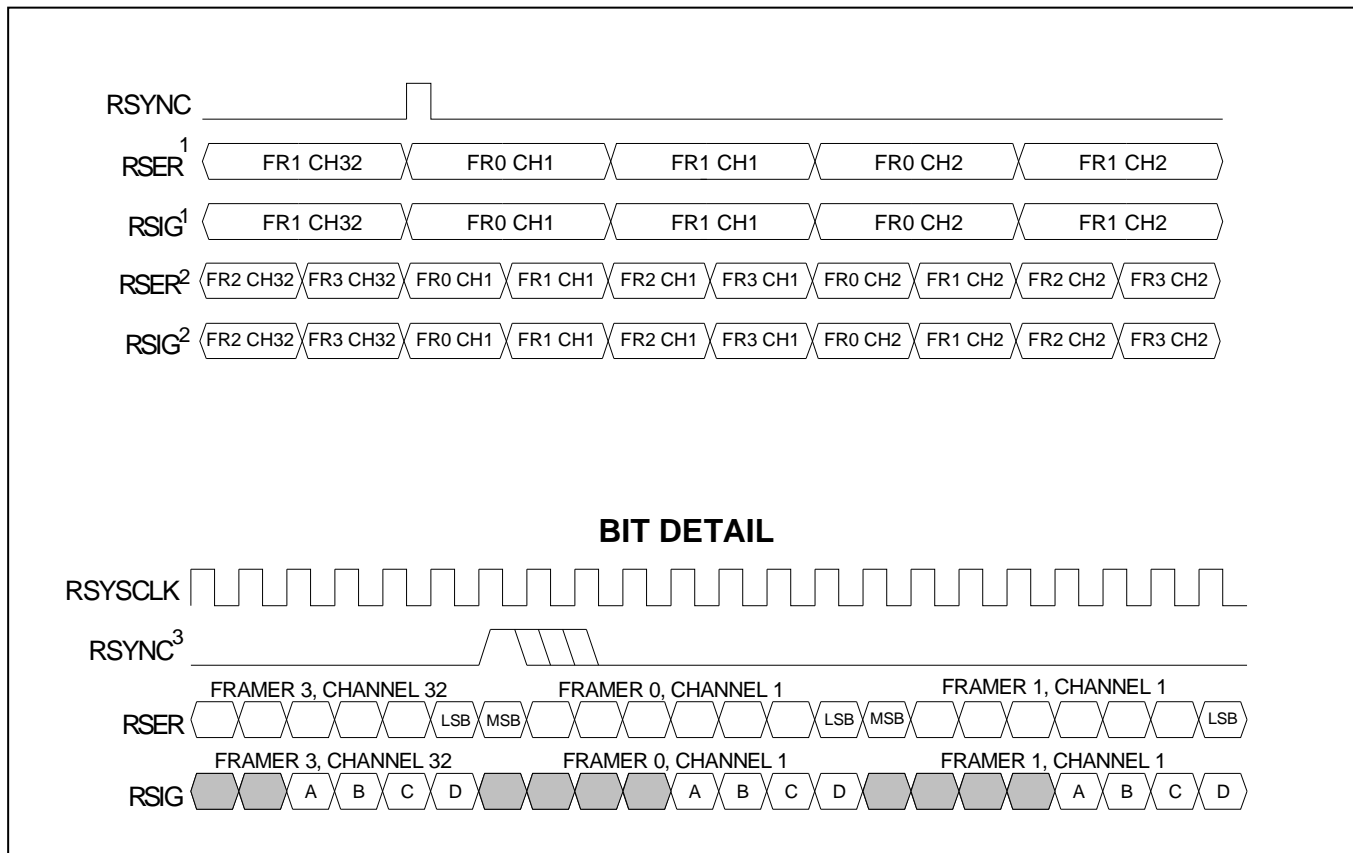 RSYNC
RSER1 FR1 CH32 FR0 CH1 FR1 CH1 FR0 CH2 FR1 CH2
RSIG1 FR1 CH32 FR0 CH1 FR1 CH1 FR0 CH2 FR1 CH2
RSER2 FR2 CH32 FR3 CH32 FR0 CH1 FR1 CH1 FR2 CH1 FR3 CH1 FR0 CH2 FR1 CH2 FR2 CH2 FR3 CH2
RSIG2 FR2 CH32 FR3 CH32 FR0 CH1 FR1 CH1 FR2 CH1 FR3 CH1 FR0 CH2 FR1 CH2 FR2 CH2 FR3 CH2
BIT DETAIL
RSYSCLK
RSYNC3
FRAMER 3, CHANNEL 32 FRAMER 0, CHANNEL 1 FRAMER 1, CHANNEL 1
RSER LSB MSB LSB MSB LSB
FRAMER 3, CHANNEL 32 FRAMER 0, CHANNEL 1 FRAMER 1, CHANNEL 1
RSIG A B C D A B C D A B C D